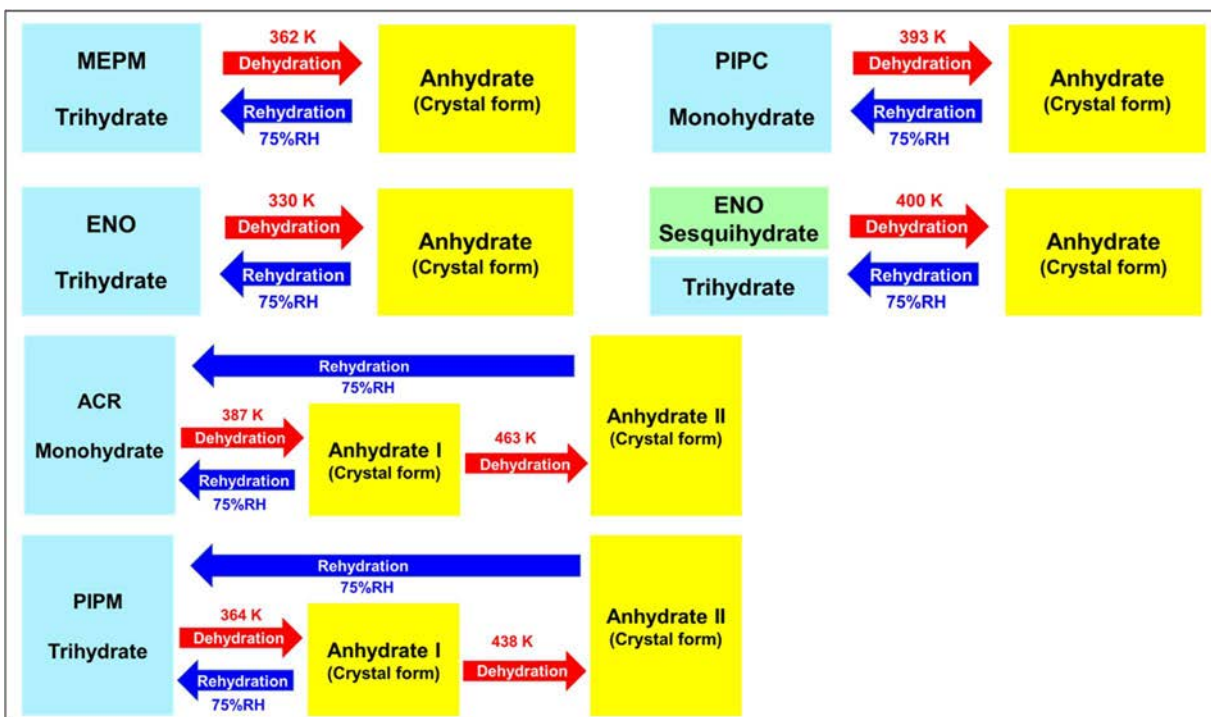 MEPM
Trihydrate
362 K
Dehydration
Rehydration
75%RH
Anhydrate
(Crystal form)
PIPC
Monohydrate
393 K
Dehydration
Rehydration
75%RH
Anhydrate
(Crystal form)
ENO
Trihydrate
330 K
Dehydration
Rehydration
75%RH
Anhydrate
(Crystal form)
ENO
Sesquihydrate
Trihydrate
400 K
Dehydration
Rehydration
75%RH
Anhydrate
(Crystal form)
ACR
Monohydrate
Rehydration
75%RH
387 K
Dehydration
Rehydration
75%RH
Anhydrate I
(Crystal form)
463 K
Dehydration
Anhydrate II
(Crystal form)
PIPM
Trihydrate
Rehydration
75%RH
364 K
Dehydration
Rehydration
75%RH
Anhydrate I
(Crystal form)
438 K
Dehydration
Anhydrate II
(Crystal form)